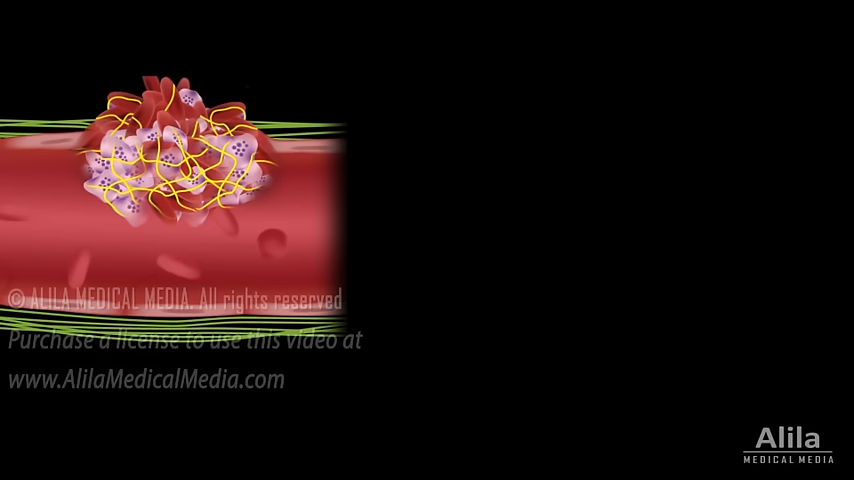 © ALILA MEDICAL MEDIA. All rights reserved
Purchase a license to use this video at
www.AlilaMedicalMedia.com
Alila
MEDICAL MEDIA